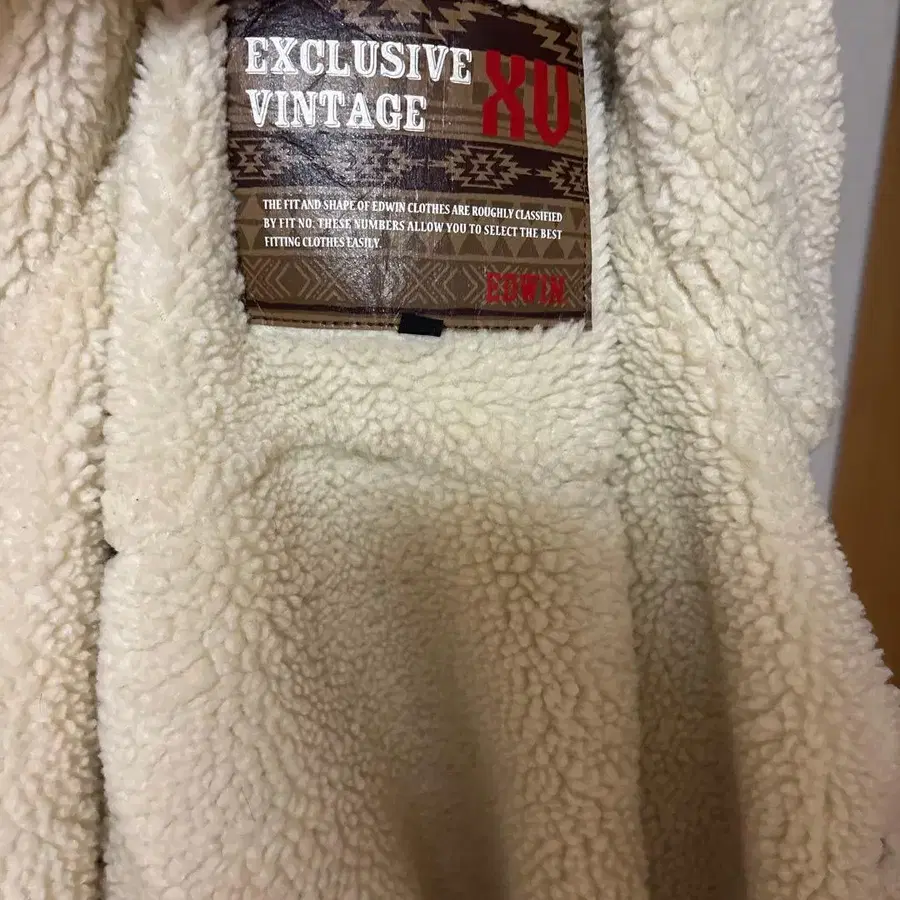 EXCLUSIVE XV
VINTAGE
THE FIT AND SHAPE OF EDWIN CLOTHES ARE ROUGHLY CLASSIFIED
BY FIT NO. THESE NUMBERS ALLOW YOU TO SELECT THE BEST
FITTING CLOTHES EASILY.
EDWIN